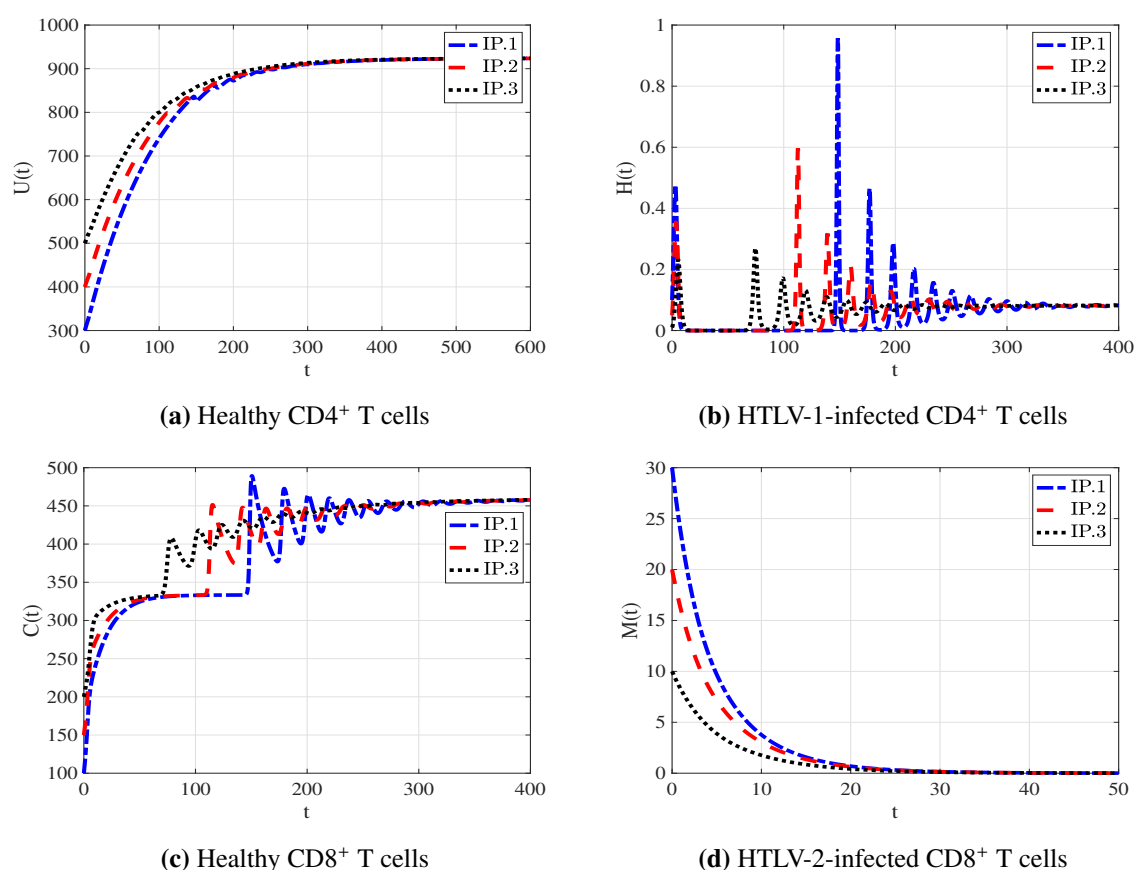 1000
900
800
700
600
500
400
300
U(t)
0 100 200 300 400 500 600
t
IP.1
IP.2
IP.3
(a) Healthy CD4⁺ T cells
1
0.8
0.6
0.4
0.2
0
H(t)
0 100 200 300 400
t
IP.1
IP.2
IP.3
(b) HTLV-1-infected CD4⁺ T cells
500
450
400
350
300
250
200
150
100
C(t)
0 100 200 300 400
t
IP.1
IP.2
IP.3
(c) Healthy CD8⁺ T cells
30
25
20
15
10
5
0
M(t)
0 10 20 30 40 50
t
IP.1
IP.2
IP.3
(d) HTLV-2-infected CD8⁺ T cells